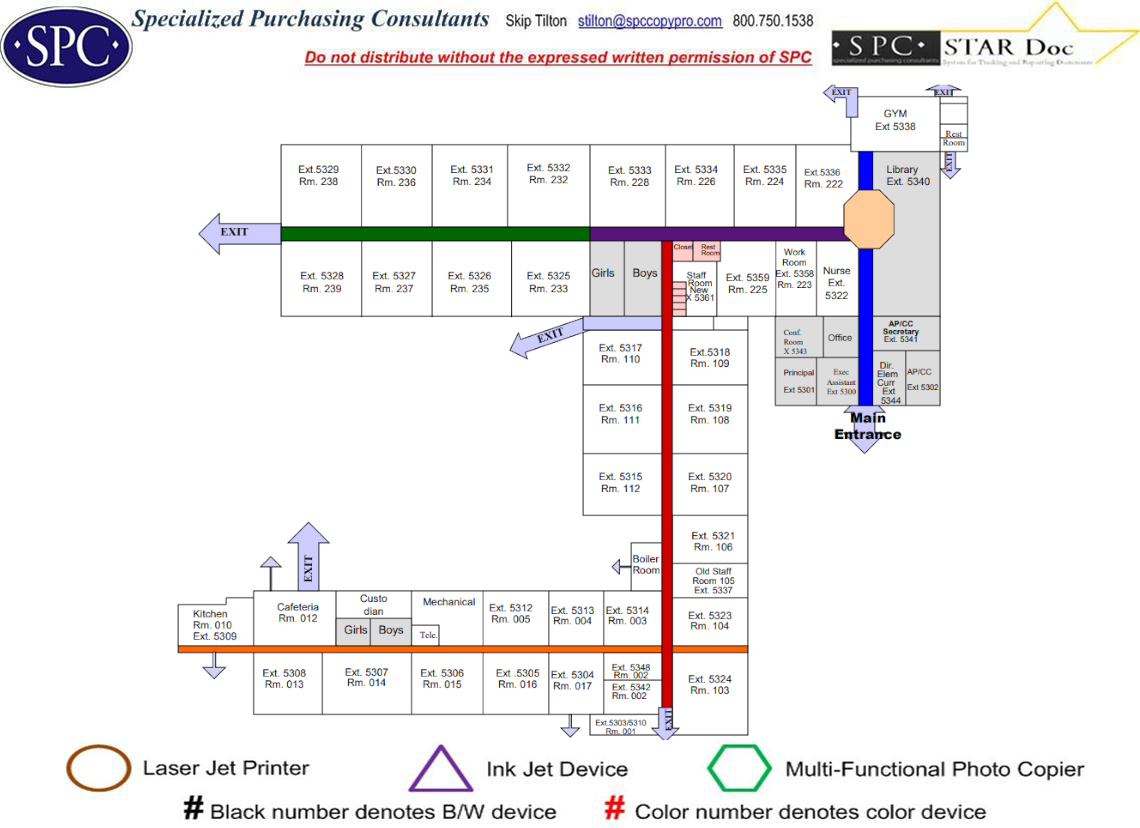 Specialized Purchasing Consultants Skip Tilton stilton@spccopypro.com 800.750.1538
·SPC·
Do not distribute without the expressed written permission of SPC
·SPC· STAR Doc
specialized purchasing consultants System for Tracking and Reporting Documents
EXIT
EXIT
GYM
Ext 5338
Rest
Room
EXIT
Ext.5329
Rm. 238
Ext.5330
Rm. 236
Ext. 5331
Rm. 234
Ext. 5332
Rm. 232
Ext. 5333
Rm. 228
Ext. 5334
Rm. 226
Ext. 5335
Rm. 224
Ext.5336
Rm. 222
Library
Ext. 5340
EXIT
Ext. 5328
Rm. 239
Ext. 5327
Rm. 237
Ext. 5326
Rm. 235
Ext. 5325
Rm. 233
Girls
Boys
Closet
Rest
Room
Staff
Room
New
X 5361
Ext. 5359
Rm. 225
Work
Room
Ext. 5358
Rm. 223
Nurse
Ext.
5322
EXIT
Conf.
Room
X 5343
Office
AP/CC
Secretary
Ext. 5341
Principal
Ext 5301
Exec
Assistant
Ext 5300
Dir.
Elem
Curr
Ext
5344
AP/CC
Ext 5302
Main
Entrance
Ext. 5317
Rm. 110
Ext.5318
Rm. 109
Ext. 5316
Rm. 111
Ext. 5319
Rm. 108
Ext. 5315
Rm. 112
Ext. 5320
Rm. 107
Ext. 5321
Rm. 106
Boiler
Room
Old Staff
Room 105
Ext. 5337
EXIT
Kitchen
Rm. 010
Ext. 5309
Cafeteria
Rm. 012
Custo
dian
Girls
Boys
Mechanical
Tele.
Ext. 5312
Rm. 005
Ext. 5313
Rm. 004
Ext. 5314
Rm. 003
Ext. 5323
Rm. 104
Ext. 5308
Rm. 013
Ext. 5307
Rm. 014
Ext. 5306
Rm. 015
Ext .5305
Rm. 016
Ext. 5304
Rm. 017
Ext. 5348
Rm. 002
Ext. 5342
Rm. 002
Ext. 5324
Rm. 103
Ext.5303/5310
Rm. 001
EXIT
Laser Jet Printer
Ink Jet Device
Multi-Functional Photo Copier
# Black number denotes B/W device
# Color number denotes color device